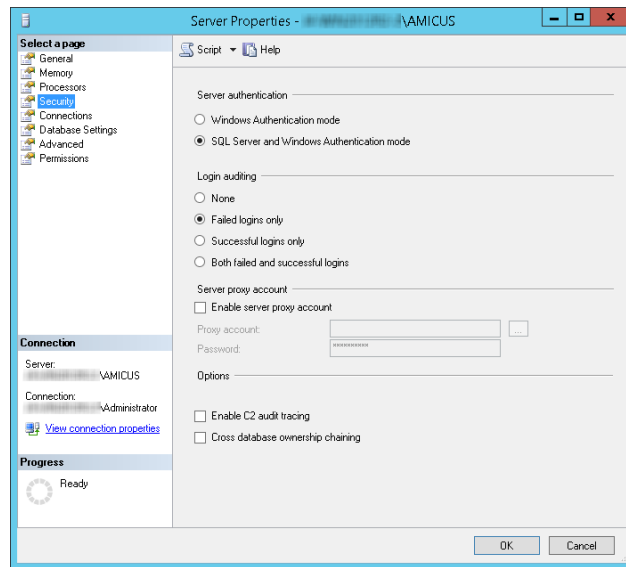 Server Properties - \AMICUS
Select a page
General
Memory
Processors
Security
Connections
Database Settings
Advanced
Permissions
Script Help
Server authentication
Windows Authentication mode
SQL Server and Windows Authentication mode
Login auditing
None
Failed logins only
Successful logins only
Both failed and successful logins
Server proxy account
Enable server proxy account
Proxy account:
...
Password:
**********
Options
Enable C2 audit tracing
Cross database ownership chaining
Connection
Server:
\AMICUS
Connection:
\Administrator
View connection properties
Progress
Ready
OK Cancel